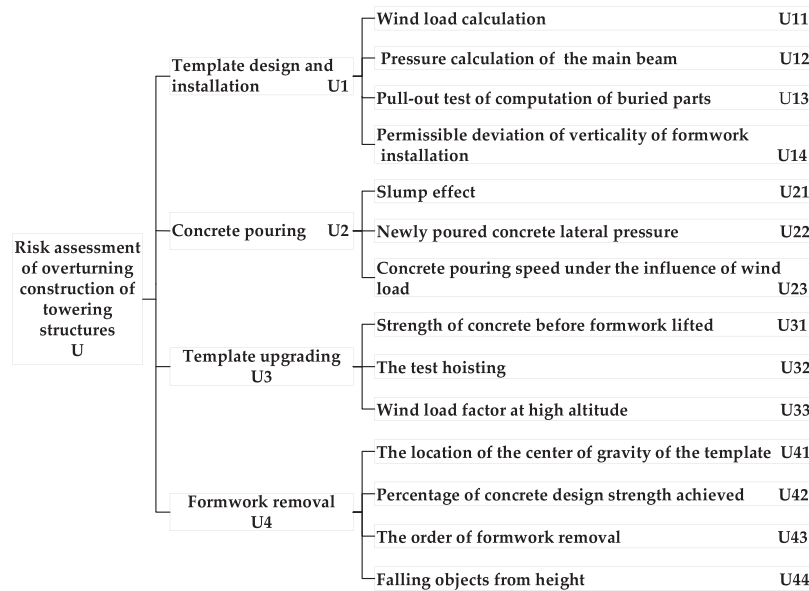 Risk assessment
of overturning
construction of
towering
structures
U
Template design and
installation U1
Wind load calculation U11
Pressure calculation of the main beam U12
Pull-out test of computation of buried parts U13
Permissible deviation of verticality of formwork
installation U14
Concrete pouring U2
Slump effect U21
Newly poured concrete lateral pressure U22
Concrete pouring speed under the influence of wind
load U23
Template upgrading
U3
Strength of concrete before formwork lifted U31
The test hoisting U32
Wind load factor at high altitude U33
Formwork removal
U4
The location of the center of gravity of the template U41
Percentage of concrete design strength achieved U42
The order of formwork removal U43
Falling objects from height U44